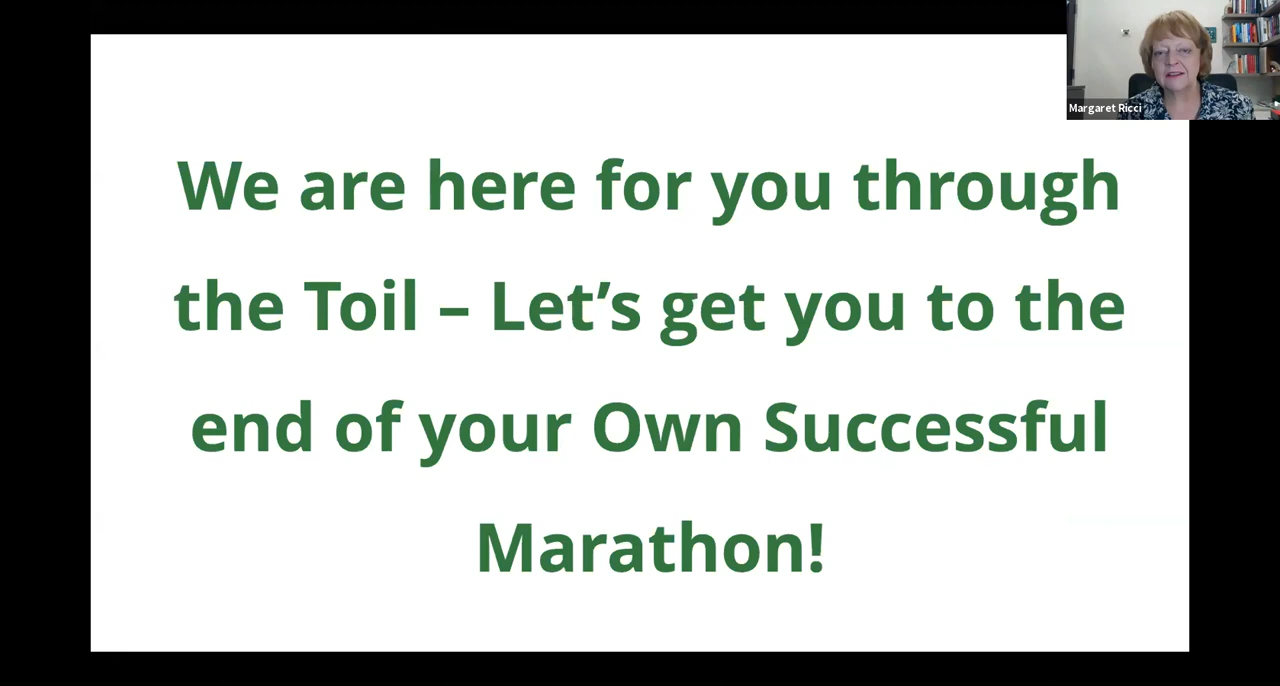 Margaret Ricci
We are here for you through
the Toil – Let’s get you to the
end of your Own Successful
Marathon!